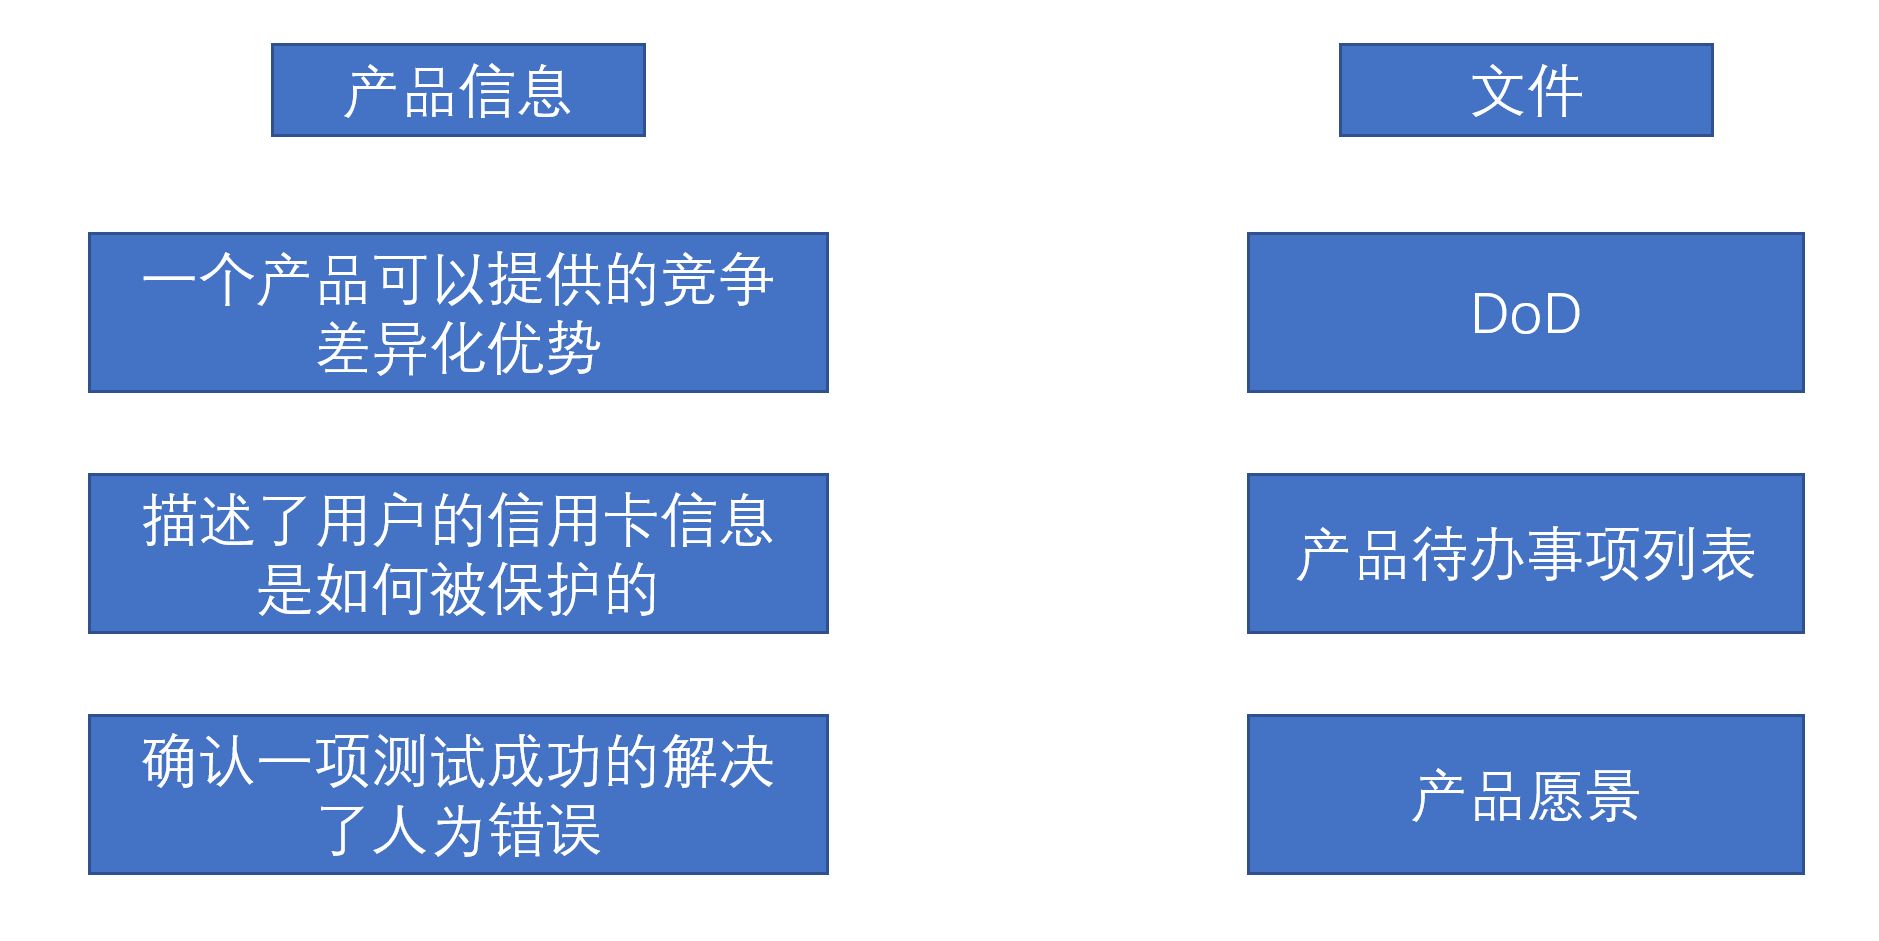 产品信息
文件
一个产品可以提供的竞争
差异化优势
DoD
描述了用户的信用卡信息
是如何被保护的
产品待办事项列表
确认一项测试成功的解决
了人为错误
产品愿景